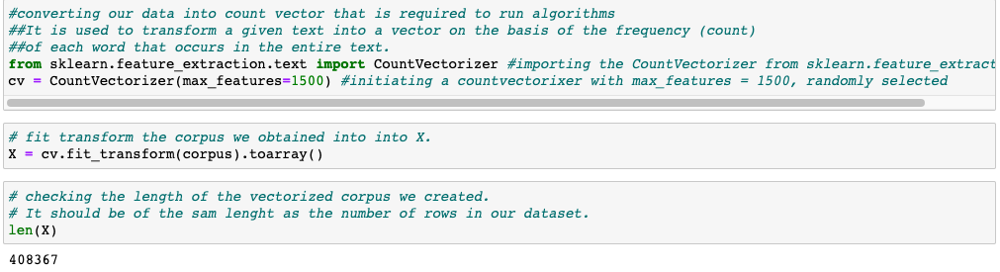 #converting our data into count vector that is required to run algorithms
##It is used to transform a given text into a vector on the basis of the frequency (count)
##of each word that occurs in the entire text.
from sklearn.feature_extraction.text import CountVectorizer #importing the CountVectorizer from sklearn.feature_extract
cv = CountVectorizer(max_features=1500) #initiating a countvectorixer with max_features = 1500, randomly selected
# fit transform the corpus we obtained into into X.
X = cv.fit_transform(corpus).toarray()
# checking the length of the vectorized corpus we created.
# It should be of the sam lenght as the number of rows in our dataset.
len(X)
408367